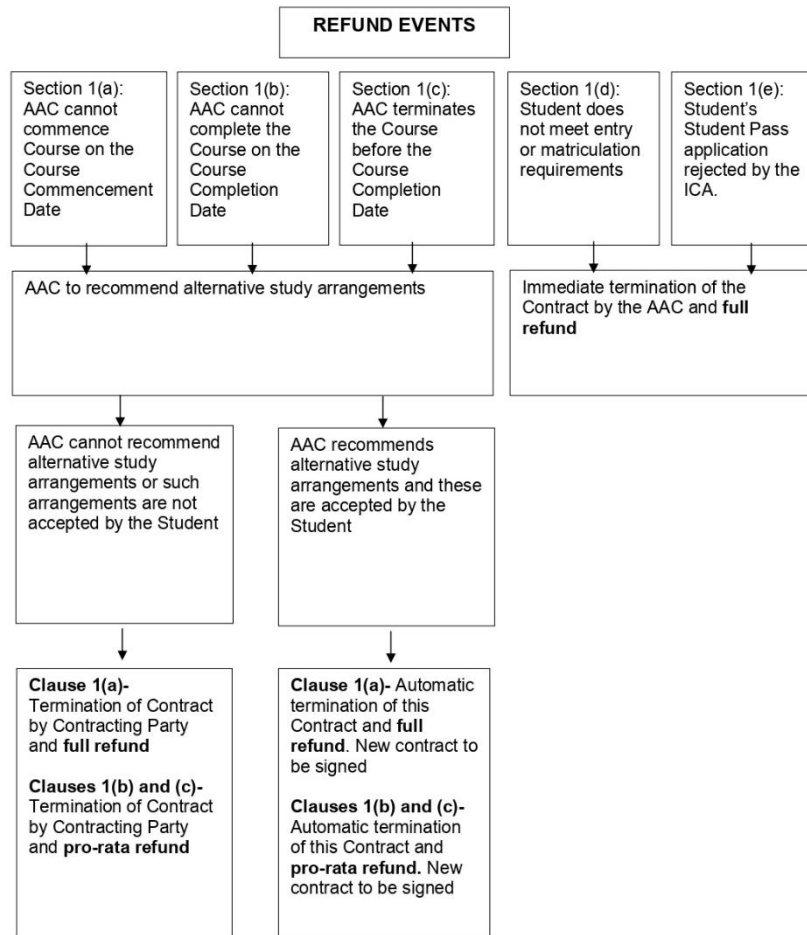 REFUND EVENTS
Section 1(a):
AAC cannot
commence
Course on the
Course
Commencement
Date
Section 1(b):
AAC cannot
complete the
Course on the
Course
Completion
Date
Section 1(c):
AAC terminates
the Course
before the
Course
Completion
Date
Section 1(d):
Student does
not meet entry
or matriculation
requirements
Section 1(e):
Student’s
Student Pass
application
rejected by the
ICA.
AAC to recommend alternative study arrangements
Immediate termination of the
Contract by the AAC and full
refund
AAC cannot recommend
alternative study
arrangements or such
arrangements are not
accepted by the Student
AAC recommends
alternative study
arrangements and these
are accepted by the
Student
Clause 1(a)-
Termination of Contract
by Contracting Party
and full refund
Clauses 1(b) and (c)-
Termination of Contract
by Contracting Party
and pro-rata refund
Clause 1(a)- Automatic
termination of this
Contract and full
refund. New contract to
be signed
Clauses 1(b) and (c)-
Automatic termination
of this Contract and
pro-rata refund. New
contract to be signed